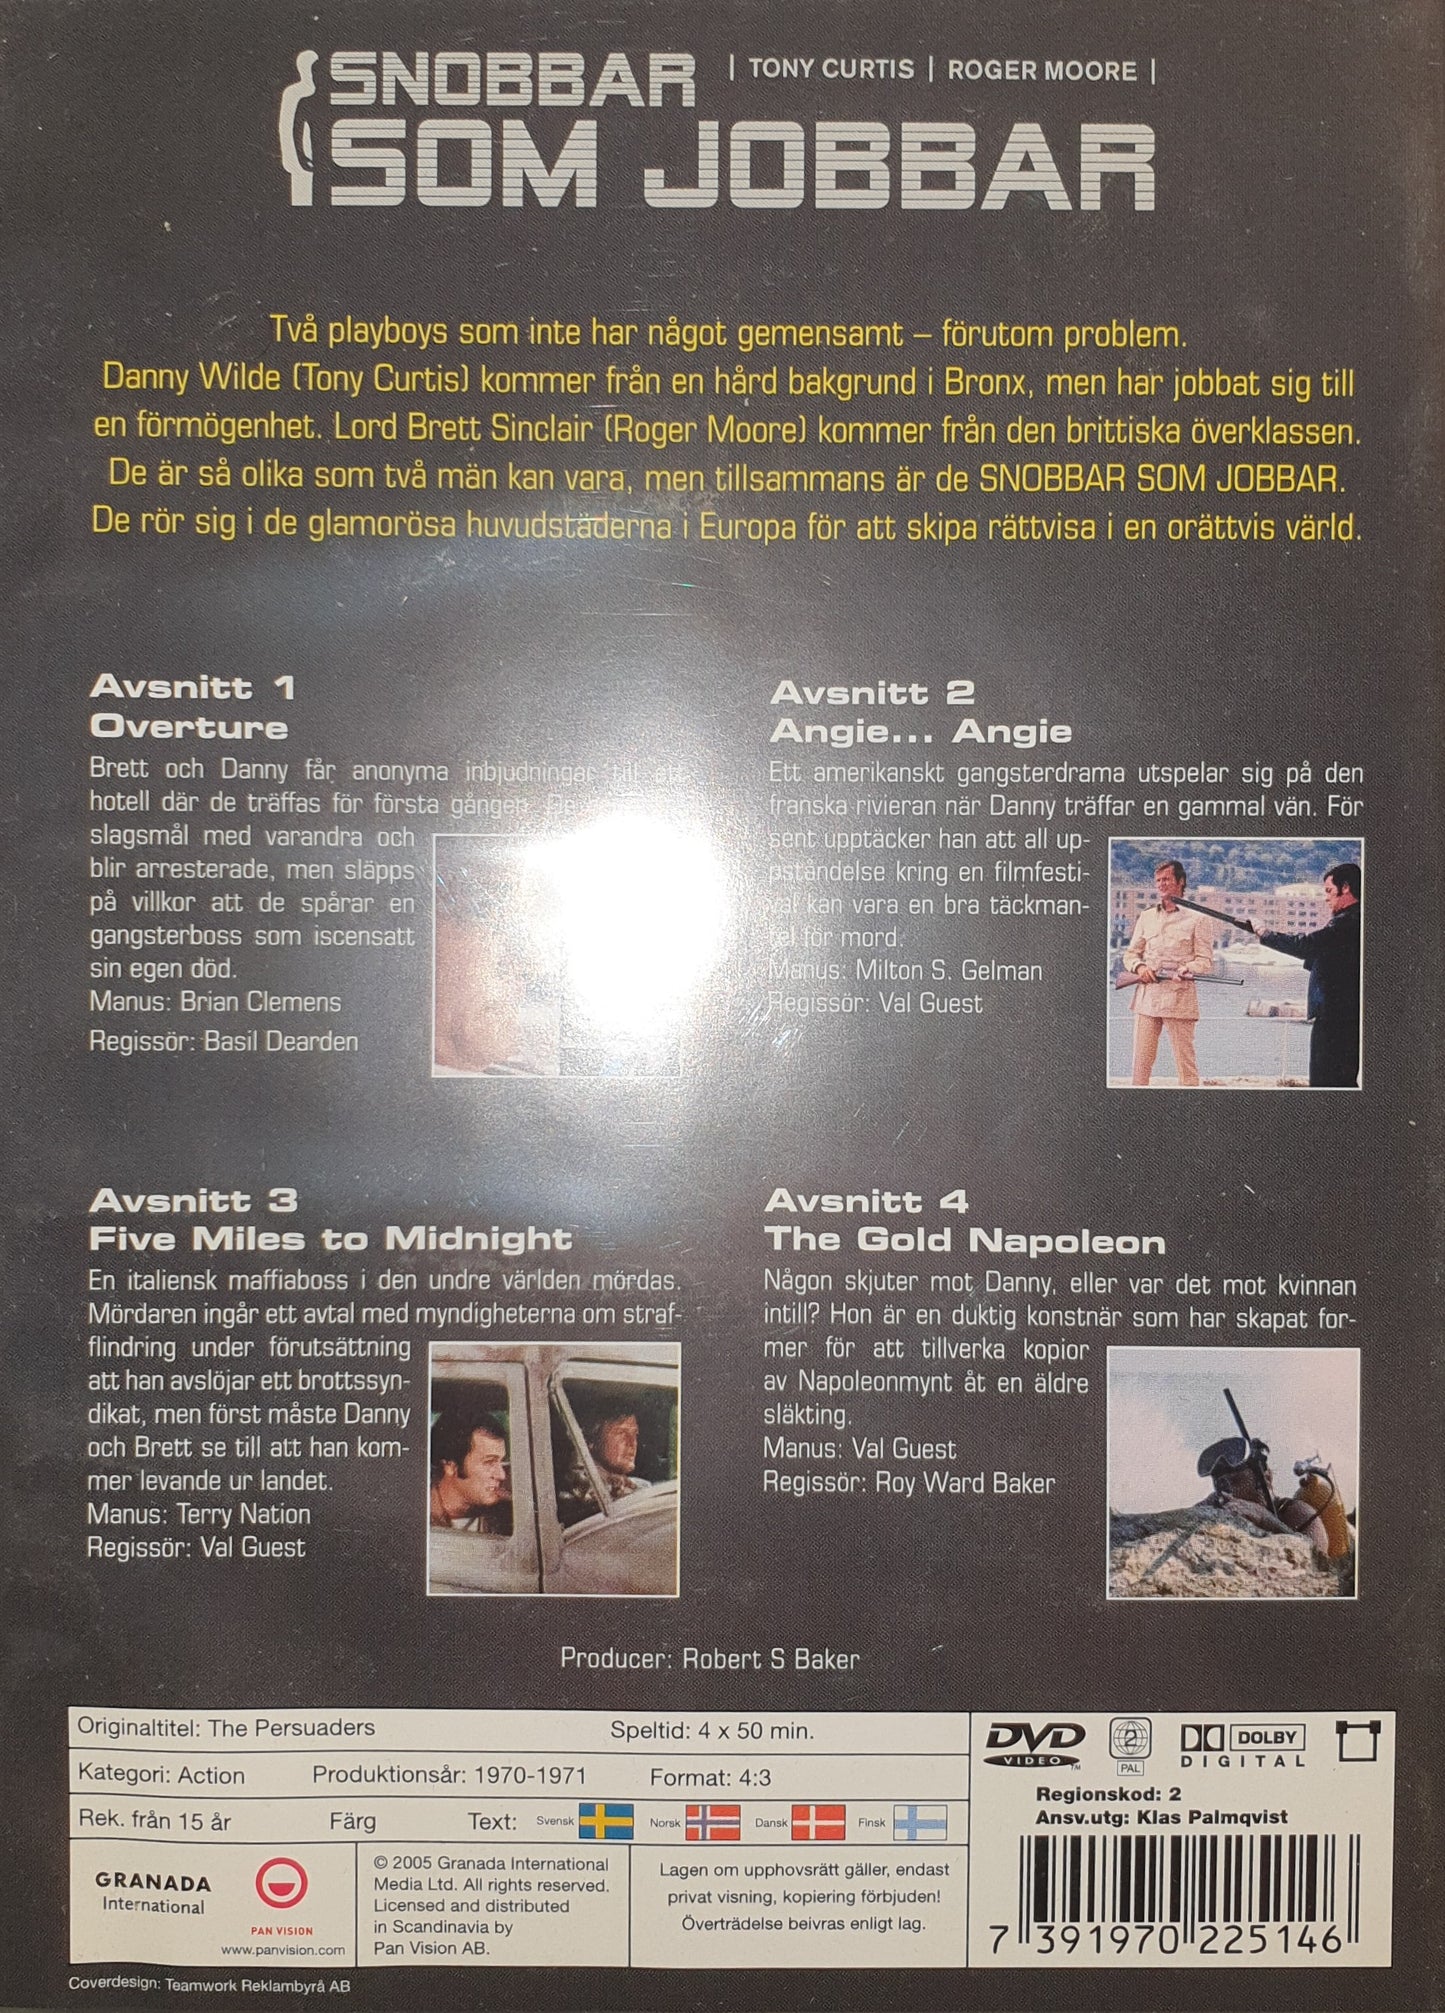 SNOBBAR | TONY CURTIS | ROGER MOORE |
SOM JOBBAR
Två playboys som inte har något gemensamt – förutom problem.
Danny Wilde (Tony Curtis) kommer från en hård bakgrund i Bronx, men har jobbat sig till
en förmögenhet. Lord Brett Sinclair (Roger Moore) kommer från den brittiska överklassen.
De är så olika som två män kan vara, men tillsammans är de SNOBBAR SOM JOBBAR.
De rör sig i de glamorösa huvudstäderna i Europa för att skipa rättvisa i en orättvis värld.
Avsnitt 1
Overture
Brett och Danny får anonyma inbjudningar till ett
hotell där de träffas för första gången. De
slagsmål med varandra och
blir arresterade, men släpps
på villkor att de spårar en
gangsterboss som iscensatt
sin egen död.
Manus: Brian Clemens
Regissör: Basil Dearden
Avsnitt 2
Angie... Angie
Ett amerikanskt gangsterdrama utspelar sig på den
franska rivieran när Danny träffar en gammal vän. För
sent upptäcker han att all up-
pståndelse kring en filmfesti-
val kan vara en bra täckman-
tel för mord.
Manus: Milton S. Gelman
Regissör: Val Guest
Avsnitt 3
Five Miles to Midnight
En italiensk maffiaboss i den undre världen mördas.
Mördaren ingår ett avtal med myndigheterna om straf-
flindring under förutsättning
att han avslöjar ett brottssyn-
dikat, men först måste Danny
och Brett se till att han kom-
mer levande ur landet.
Manus: Terry Nation
Regissör: Val Guest
Avsnitt 4
The Gold Napoleon
Någon skjuter mot Danny, eller var det mot kvinnan
intill? Hon är en duktig konstnär som har skapat for-
mer för att tillverka kopior
av Napoleonmynt åt en äldre
släkting.
Manus: Val Guest
Regissör: Roy Ward Baker
Producer: Robert S Baker
Originaltitel: The Persuaders Speltid: 4 x 50 min.
Kategori: Action Produktionsår: 1970-1971 Format: 4:3
Rek. från 15 år Färg Text: Svensk Norsk Dansk Finsk
GRANADA
International
PAN VISION
www.panvision.com
© 2005 Granada International
Media Ltd. All rights reserved.
Licensed and distributed
in Scandinavia by
Pan Vision AB.
Lagen om upphovsrätt gäller, endast
privat visning, kopiering förbjuden!
Överträdelse beivras enligt lag.
DVD
VIDEO™
2
PAL
DOLBY
DIGITAL
Regionskod: 2
Ansv.utg: Klas Palmqvist
7 391970 225146
Coverdesign: Teamwork Reklambyrå AB